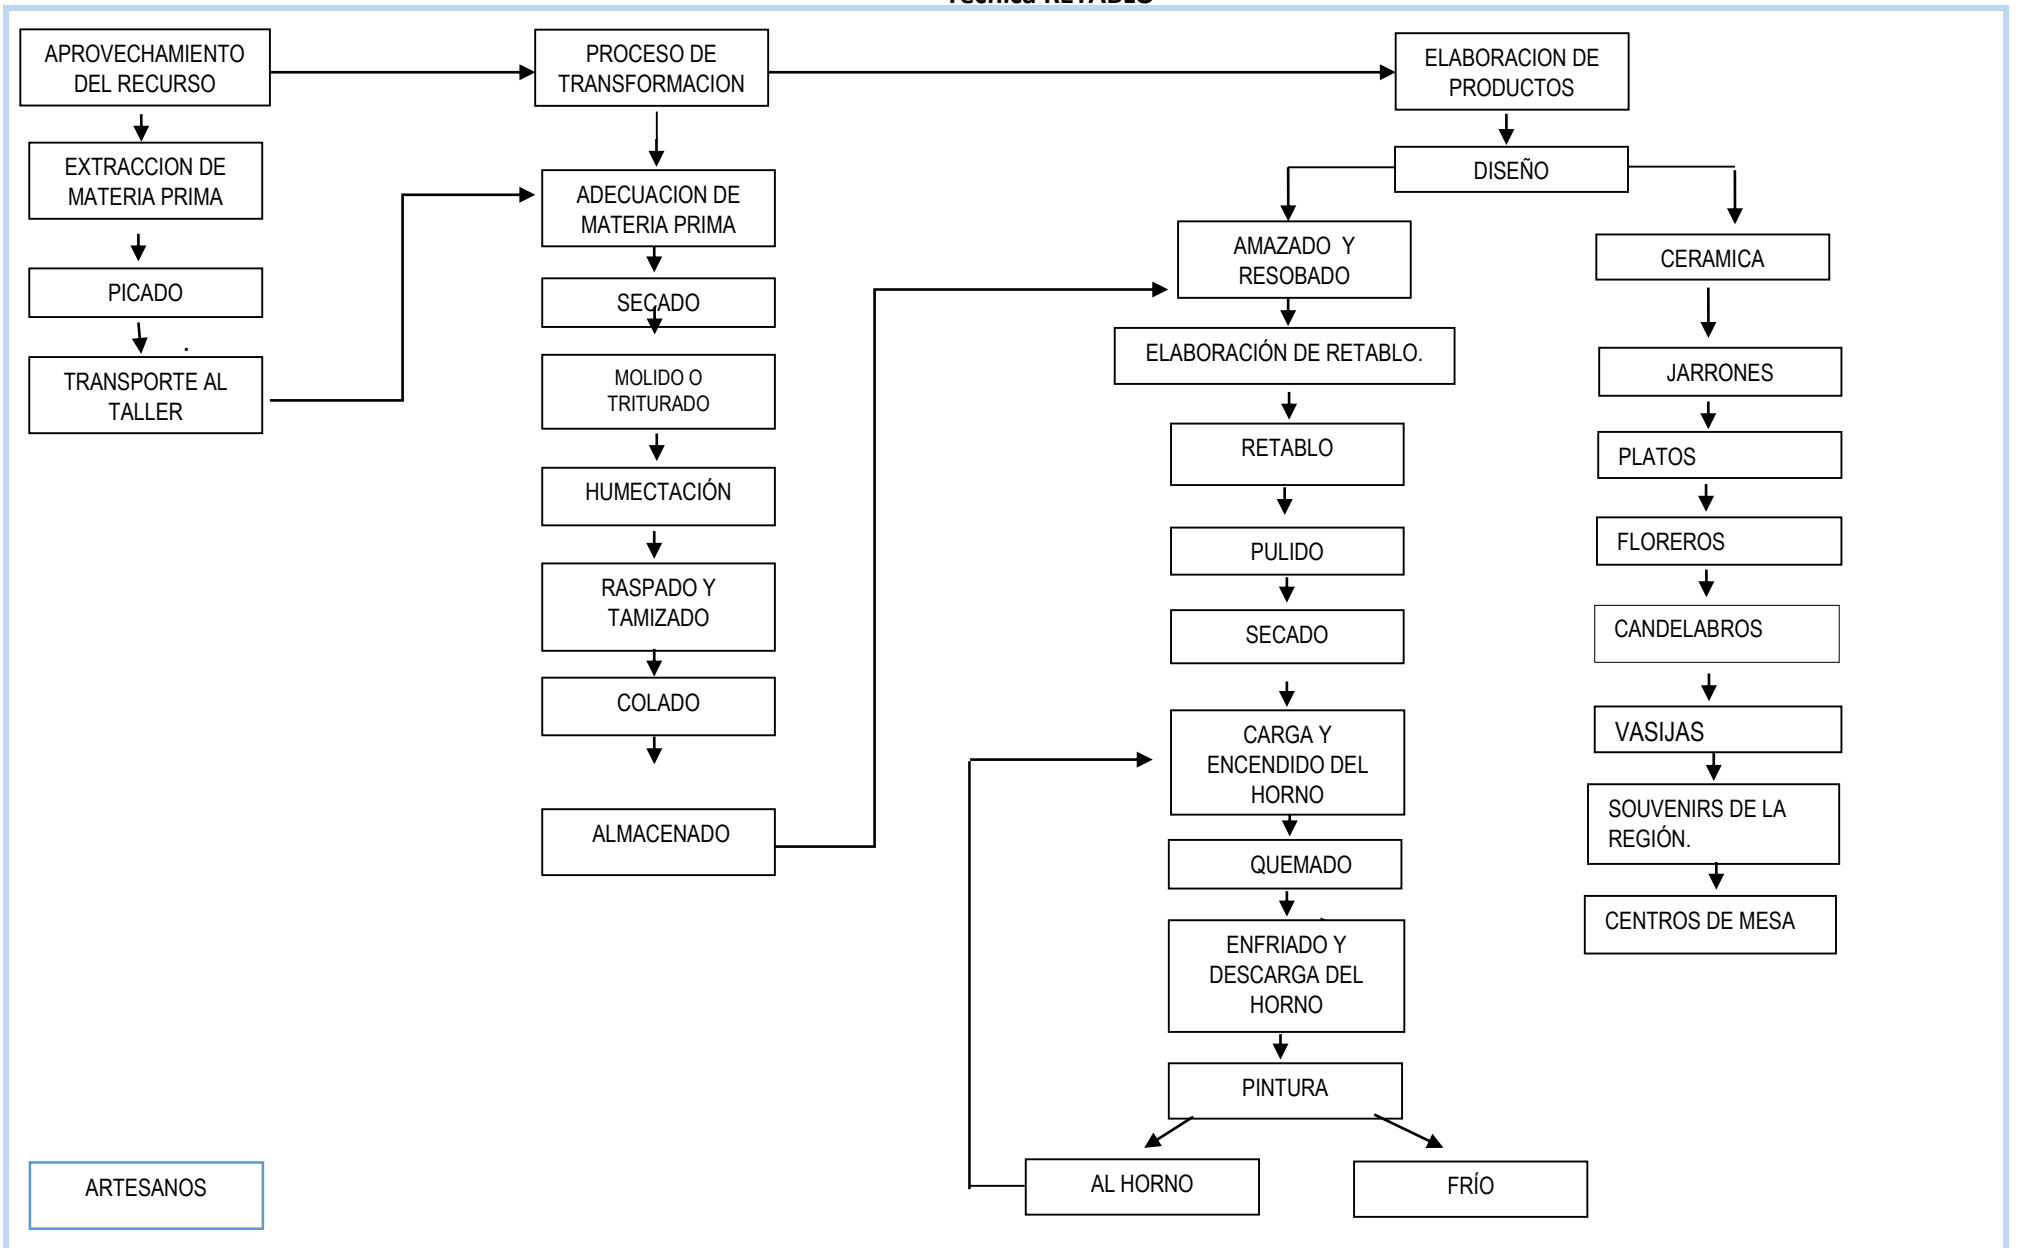 Técnica RETABLO
APROVECHAMIENTO
DEL RECURSO
EXTRACCION DE
MATERIA PRIMA
PICADO
.
TRANSPORTE AL
TALLER
PROCESO DE
TRANSFORMACION
ADECUACION DE
MATERIA PRIMA
SECADO
MOLIDO O
TRITURADO
HUMECTACIÓN
RASPADO Y
TAMIZADO
COLADO
ALMACENADO
ELABORACION DE
PRODUCTOS
DISEÑO
AMAZADO Y
RESOBADO
ELABORACIÓN DE RETABLO.
RETABLO
PULIDO
SECADO
CARGA Y
ENCENDIDO DEL
HORNO
QUEMADO
ENFRIADO Y
DESCARGA DEL
HORNO
PINTURA
AL HORNO
FRÍO
CERAMICA
JARRONES
PLATOS
FLOREROS
CANDELABROS
VASIJAS
SOUVENIRS DE LA
REGIÓN.
CENTROS DE MESA
ARTESANOS